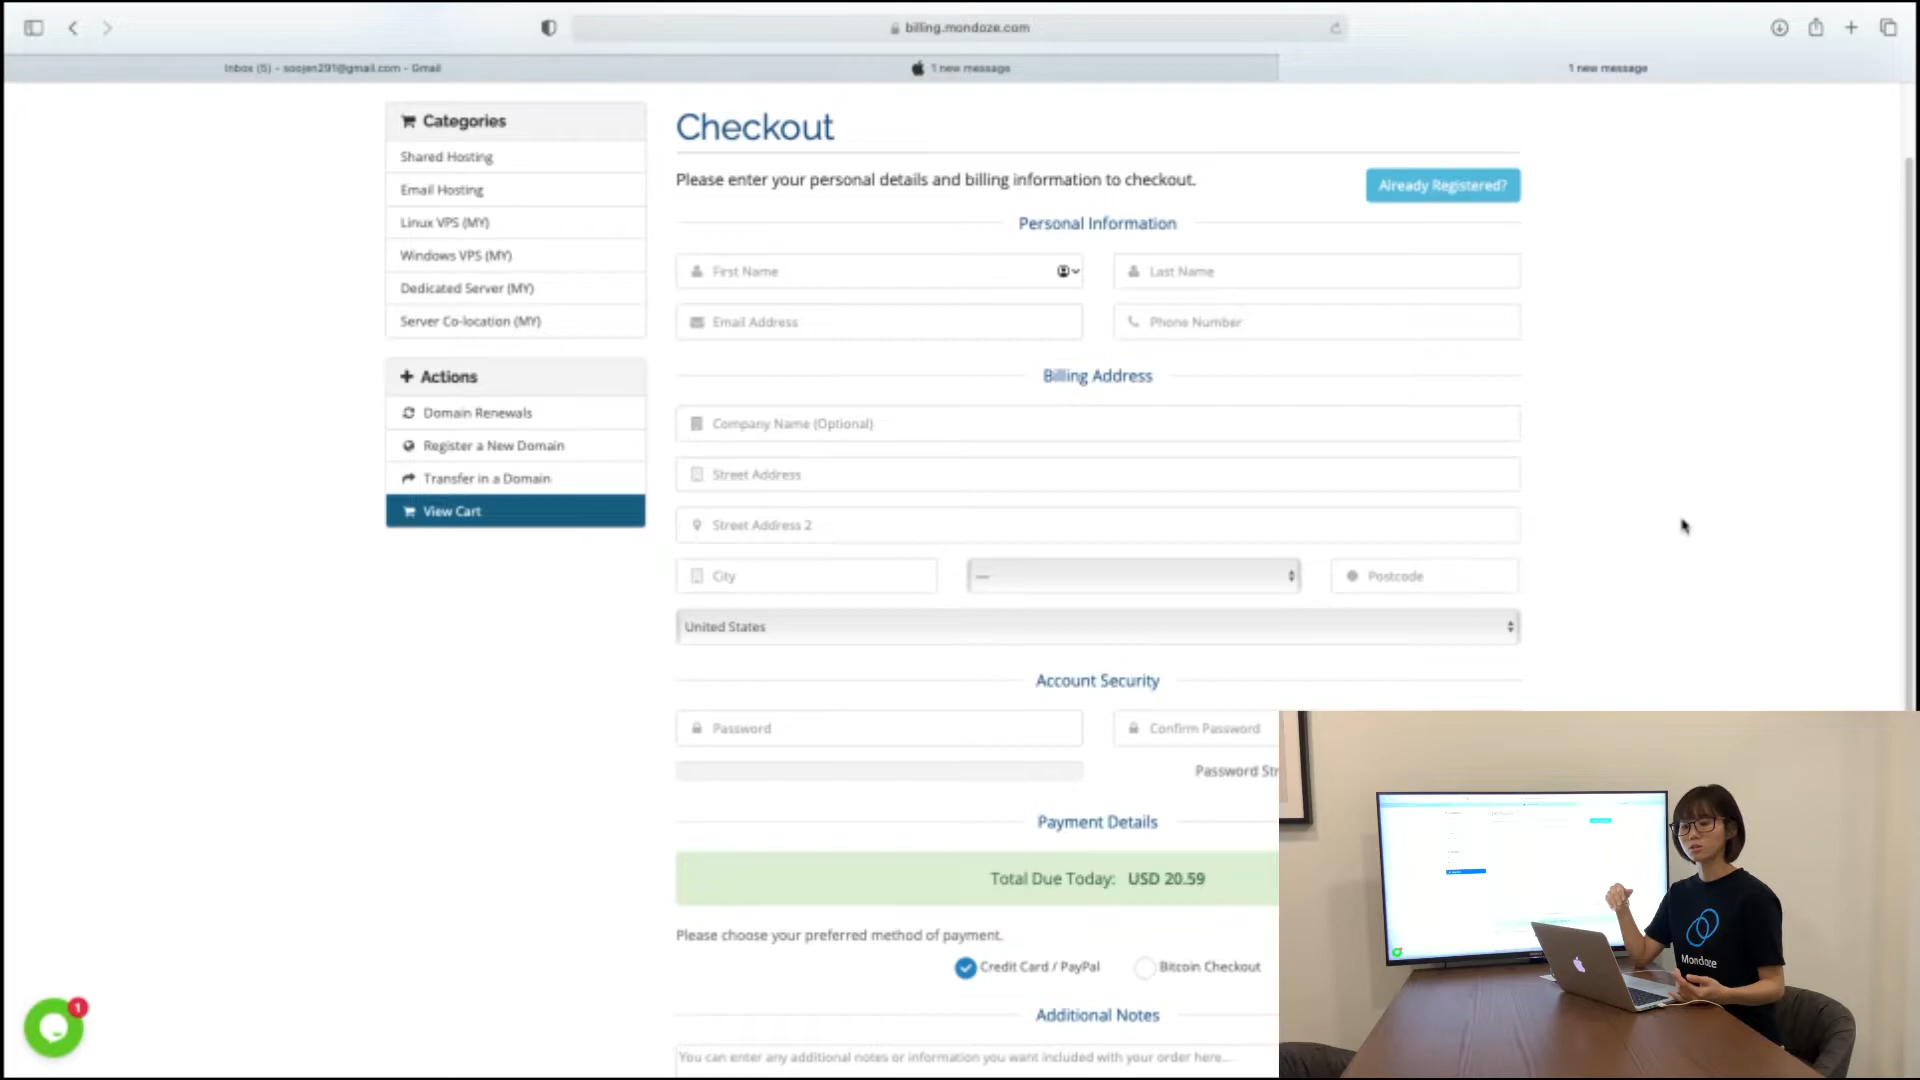 billing.mondoze.com
Inbox (5) - soojen291@gmail.com - Gmail
1 new message
1 new message
Categories
Shared Hosting
Email Hosting
Linux VPS (MY)
Windows VPS (MY)
Dedicated Server (MY)
Server Co-location (MY)
Actions
Domain Renewals
Register a New Domain
Transfer in a Domain
View Cart
Checkout
Please enter your personal details and billing information to checkout.
Already Registered?
Personal Information
First Name
Last Name
Email Address
Phone Number
Billing Address
Company Name (Optional)
Street Address
Street Address 2
City
—
Postcode
United States
Account Security
Password
Confirm Password
Password Str
Payment Details
Total Due Today: USD 20.59
Please choose your preferred method of payment.
Credit Card / PayPal
Bitcoin Checkout
Additional Notes
You can enter any additional notes or information you want included with your order here...
1
Mondoze